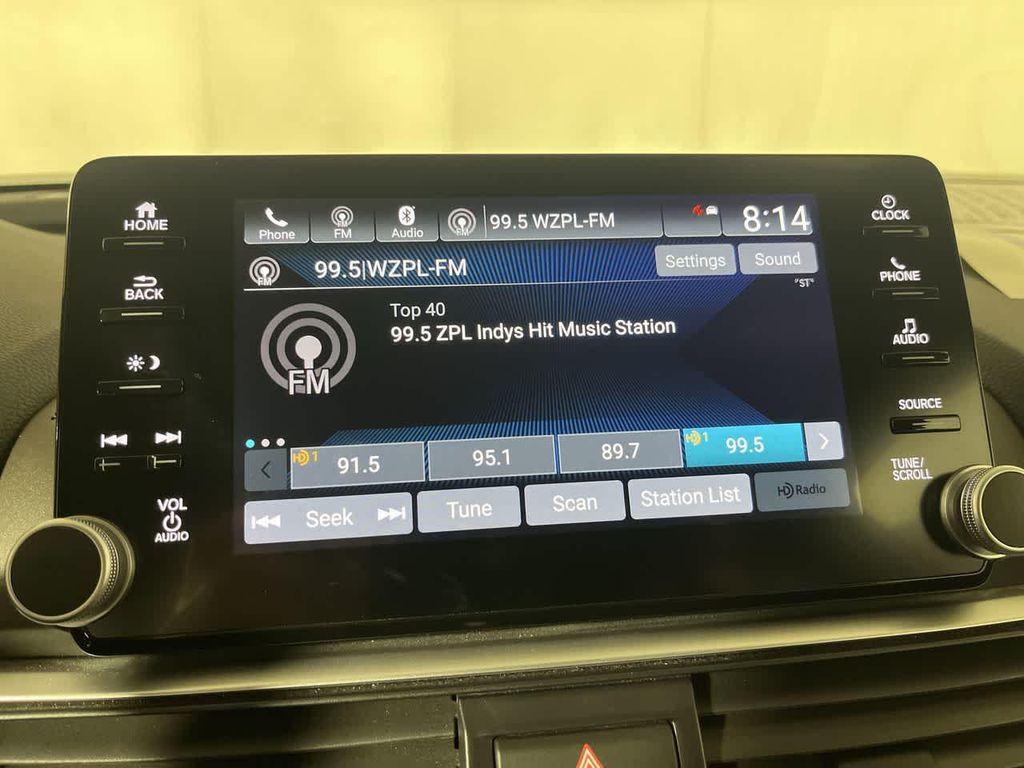 HOME
BACK
VOL
AUDIO
Phone
FM
Audio
FM
99.5 WZPL-FM
8:14
FM
99.5|WZPL-FM
Settings
Sound
"ST"
FM
Top 40
99.5 ZPL Indys Hit Music Station
HD 1
91.5
95.1
89.7
HD 1
99.5
Seek
Tune
Scan
Station List
HD Radio
CLOCK
PHONE
AUDIO
SOURCE
TUNE/
SCROLL